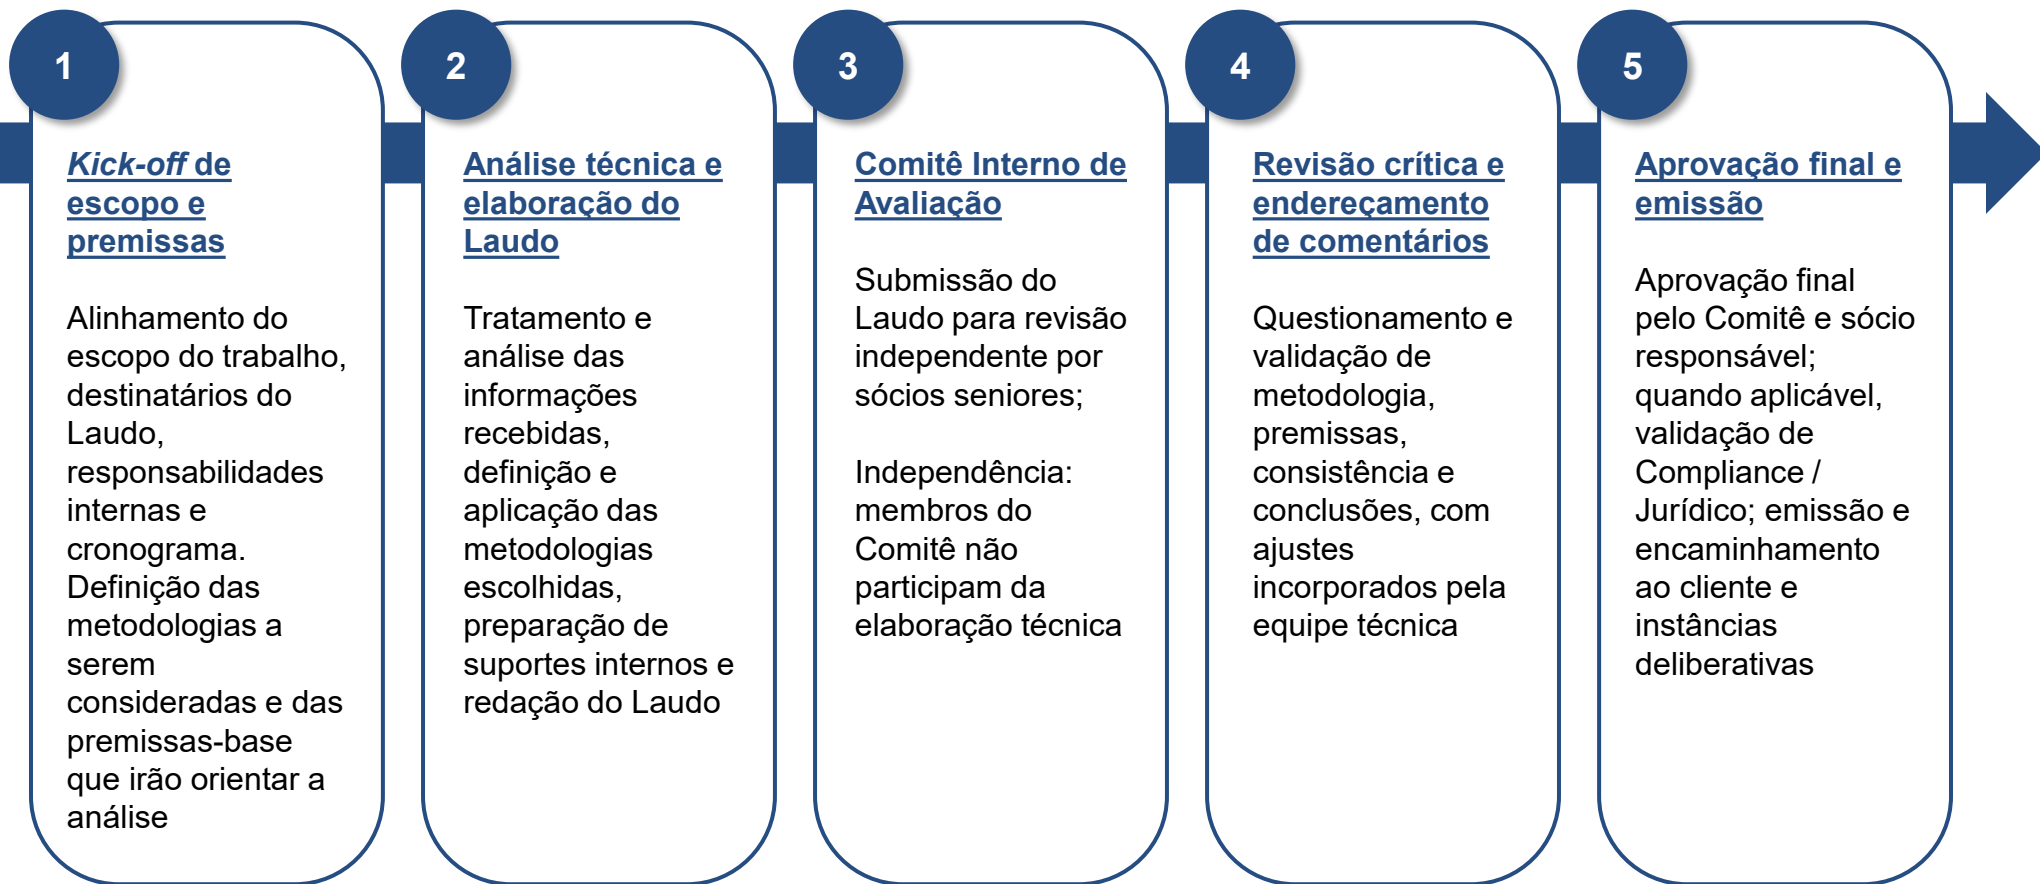 1
Kick-off de
escopo e
premissas
Alinhamento do
escopo do trabalho,
destinatários do
Laudo,
responsabilidades
internas e
cronograma.
Definição das
metodologias a
serem
consideradas e das
premissas-base
que irão orientar a
análise
2
Análise técnica e
elaboração do
Laudo
Tratamento e
análise das
informações
recebidas,
definição e
aplicação das
metodologias
escolhidas,
preparação de
suportes internos e
redação do Laudo
3
Comitê Interno de
Avaliação
Submissão do
Laudo para revisão
independente por
sócios seniores;
Independência:
membros do
Comitê não
participam da
elaboração técnica
4
Revisão crítica e
endereçamento
de comentários
Questionamento e
validação de
metodologia,
premissas,
consistência e
conclusões, com
ajustes
incorporados pela
equipe técnica
5
Aprovação final e
emissão
Aprovação final
pelo Comitê e sócio
responsável;
quando aplicável,
validação de
Compliance /
Jurídico; emissão e
encaminhamento
ao cliente e
instâncias
deliberativas